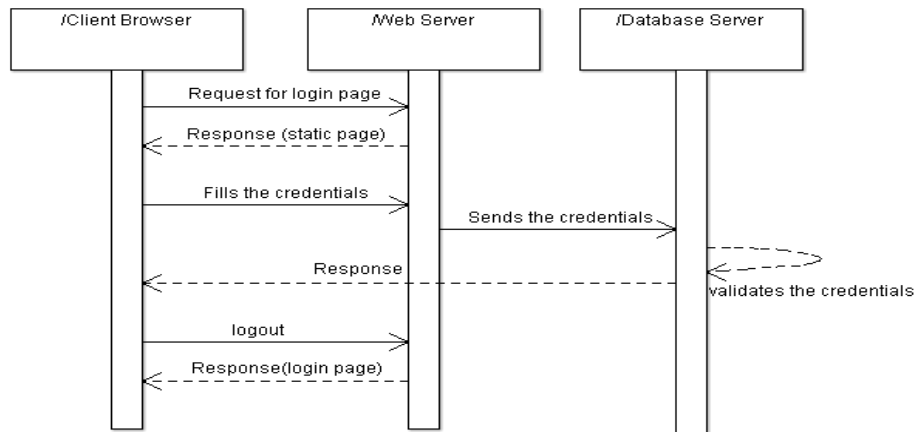 /Client Browser
/Web Server
/Database Server
Request for login page
Response (static page)
Fills the credentials
Sends the credentials
Response
validates the credentials
logout
Response(login page)